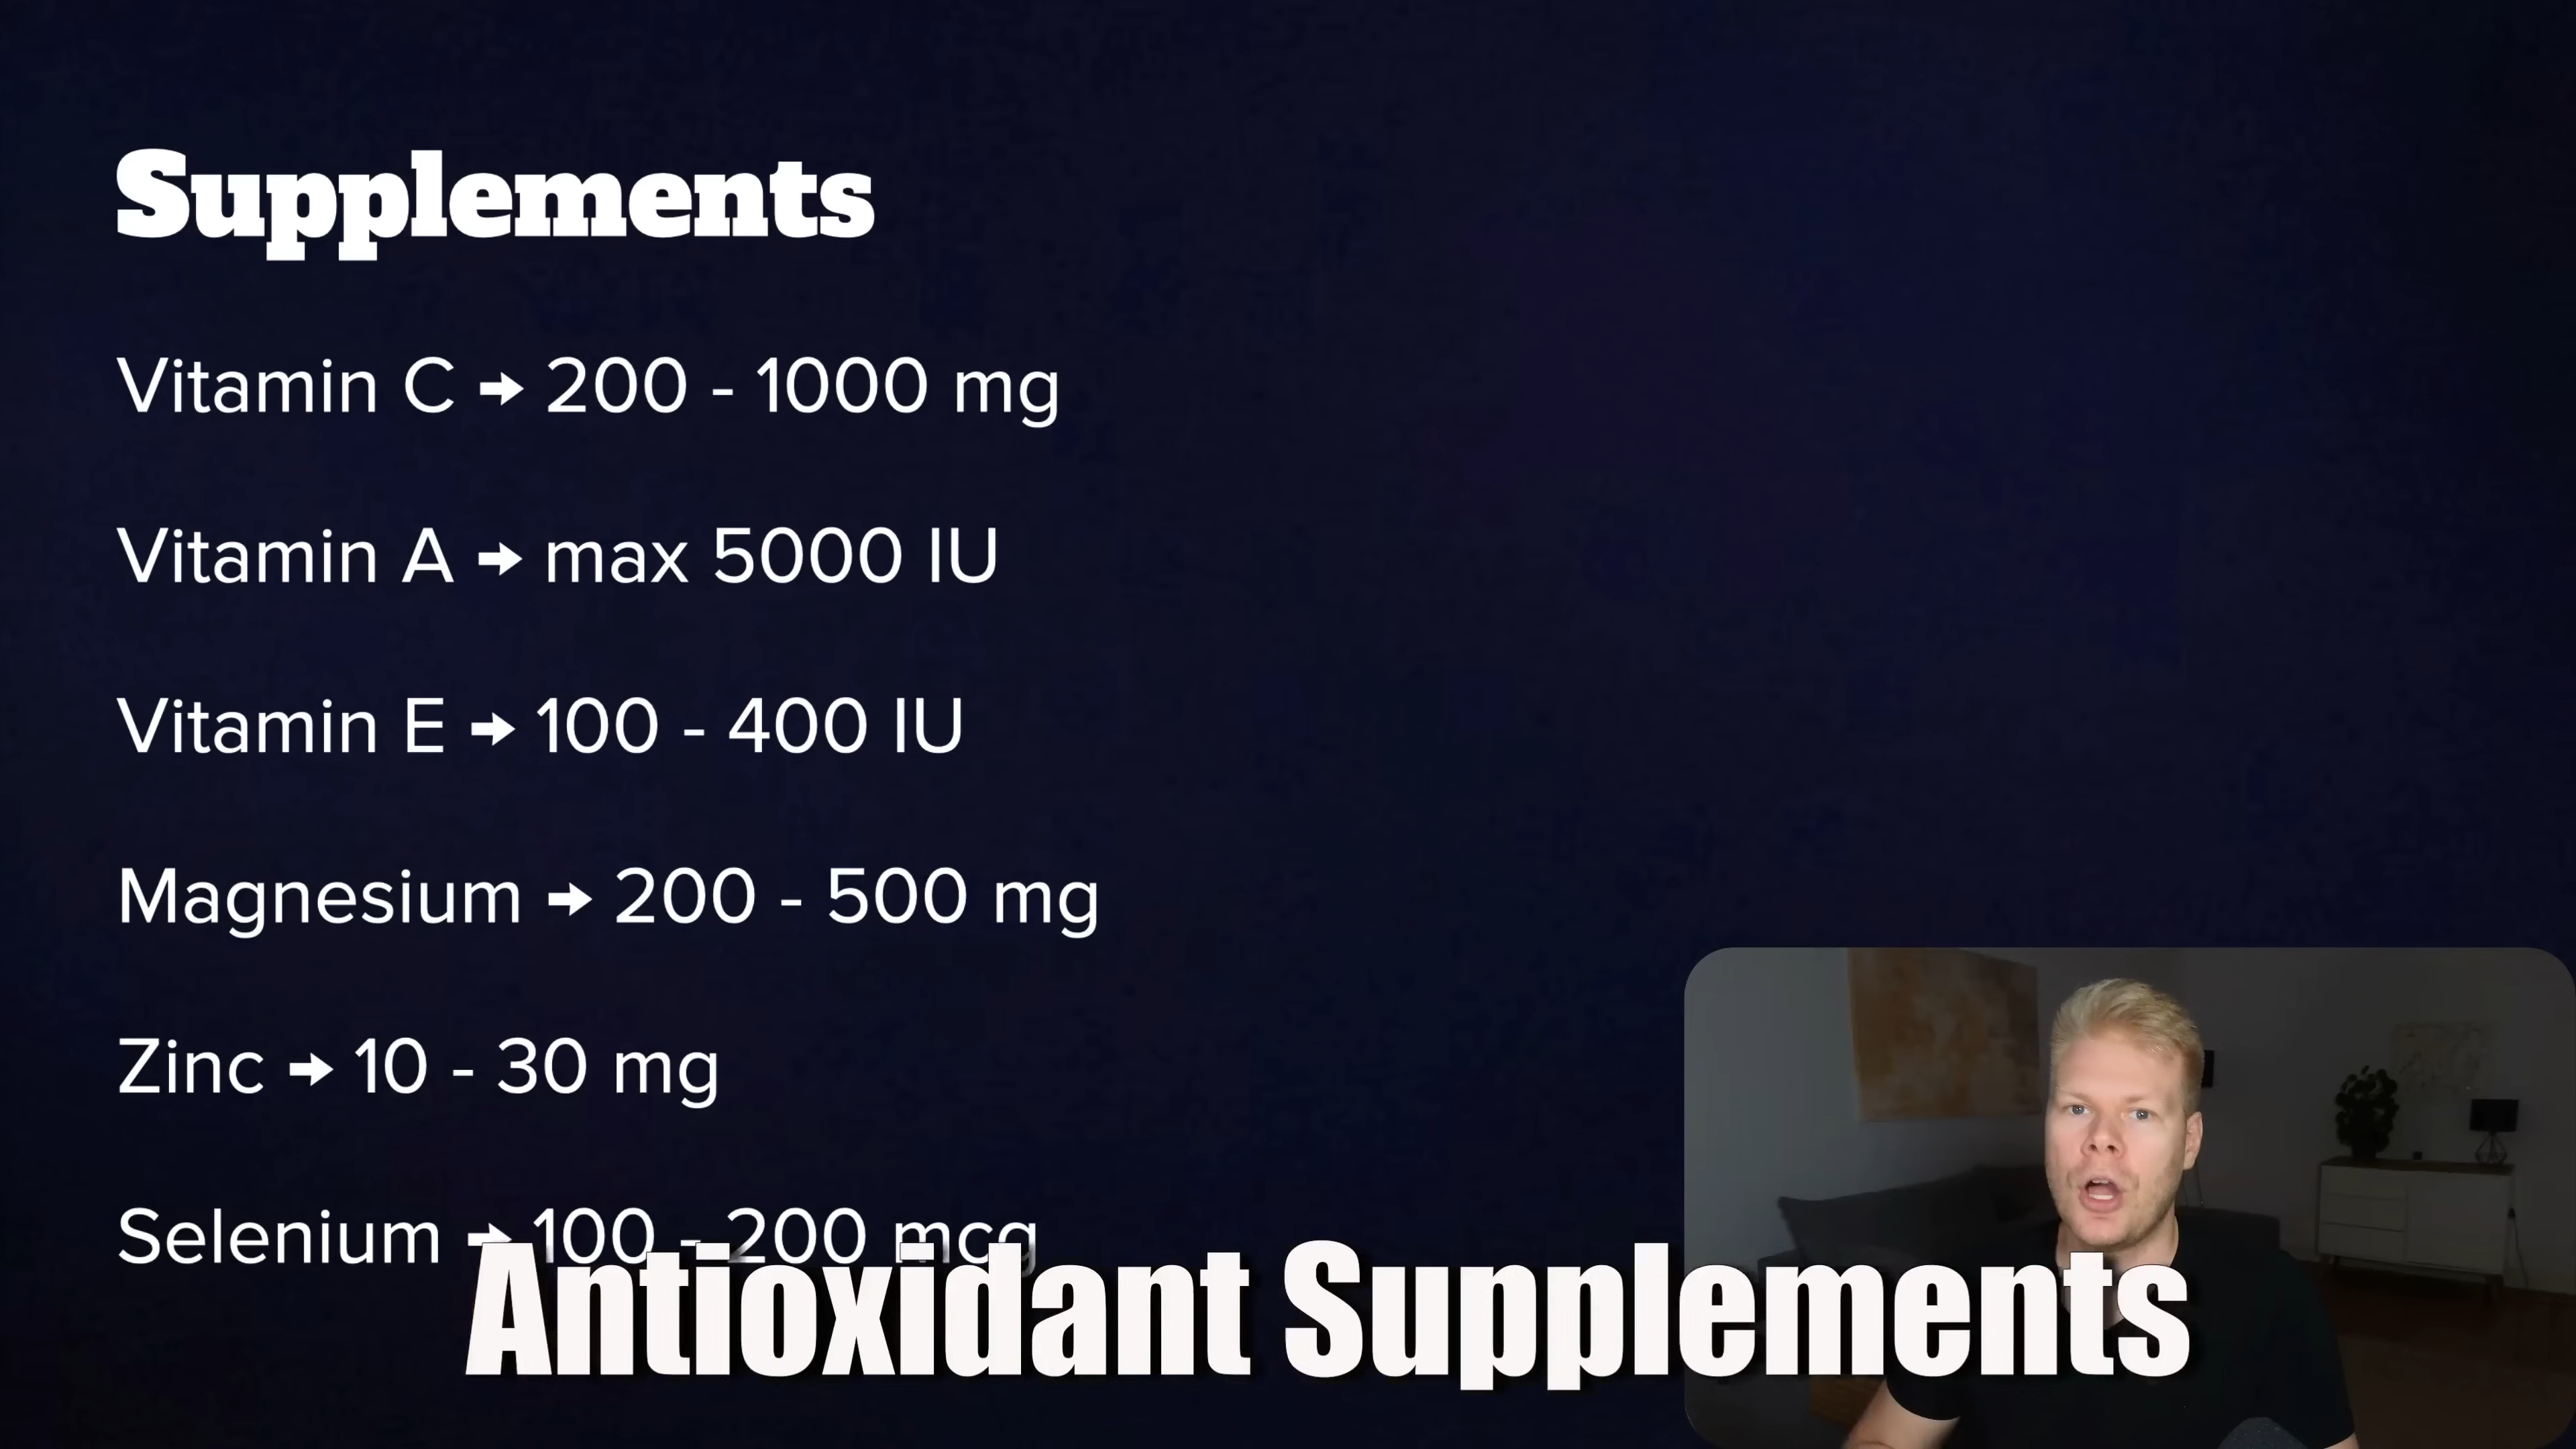 Supplements
Vitamin C → 200 - 1000 mg
Vitamin A → max 5000 IU
Vitamin E → 100 - 400 IU
Magnesium → 200 - 500 mg
Zinc → 10 - 30 mg
Selenium → 100 - 200 mcg
Antioxidant Supplements